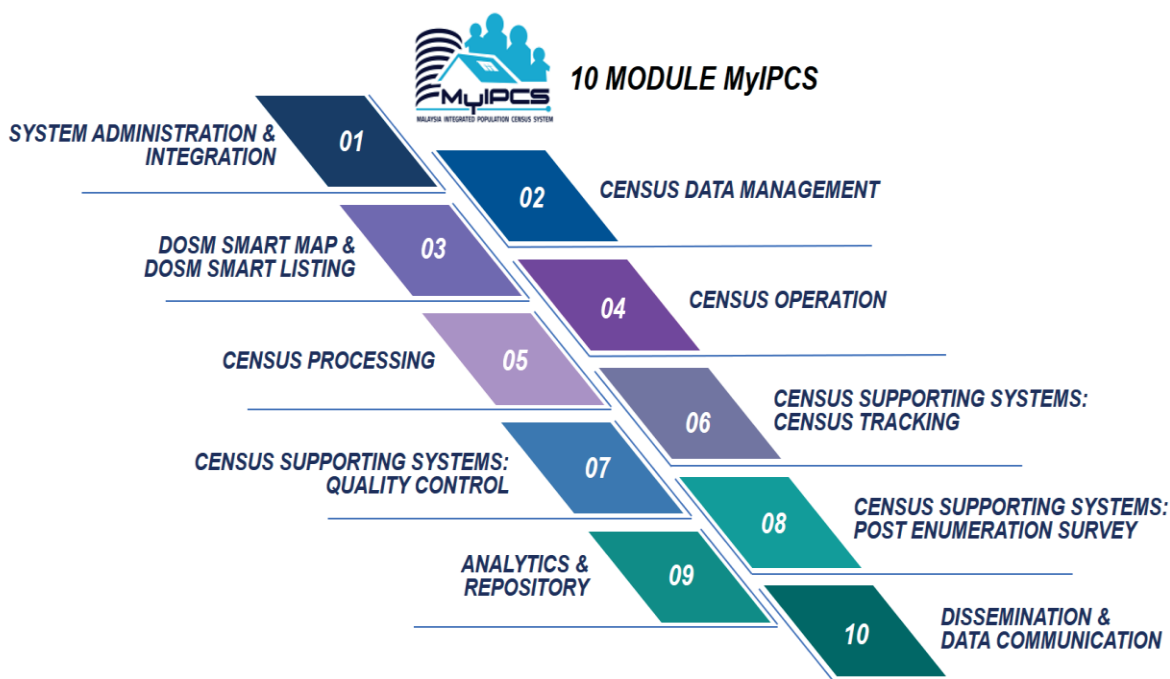 MyIPCS
MALAYSIA INTEGRATED POPULATION CENSUS SYSTEM
10 MODULE MyIPCS
01
SYSTEM ADMINISTRATION &
INTEGRATION
02
CENSUS DATA MANAGEMENT
03
DOSM SMART MAP &
DOSM SMART LISTING
04
CENSUS OPERATION
05
CENSUS PROCESSING
06
CENSUS SUPPORTING SYSTEMS:
CENSUS TRACKING
07
CENSUS SUPPORTING SYSTEMS:
QUALITY CONTROL
08
CENSUS SUPPORTING SYSTEMS:
POST ENUMERATION SURVEY
09
ANALYTICS &
REPOSITORY
10
DISSEMINATION &
DATA COMMUNICATION